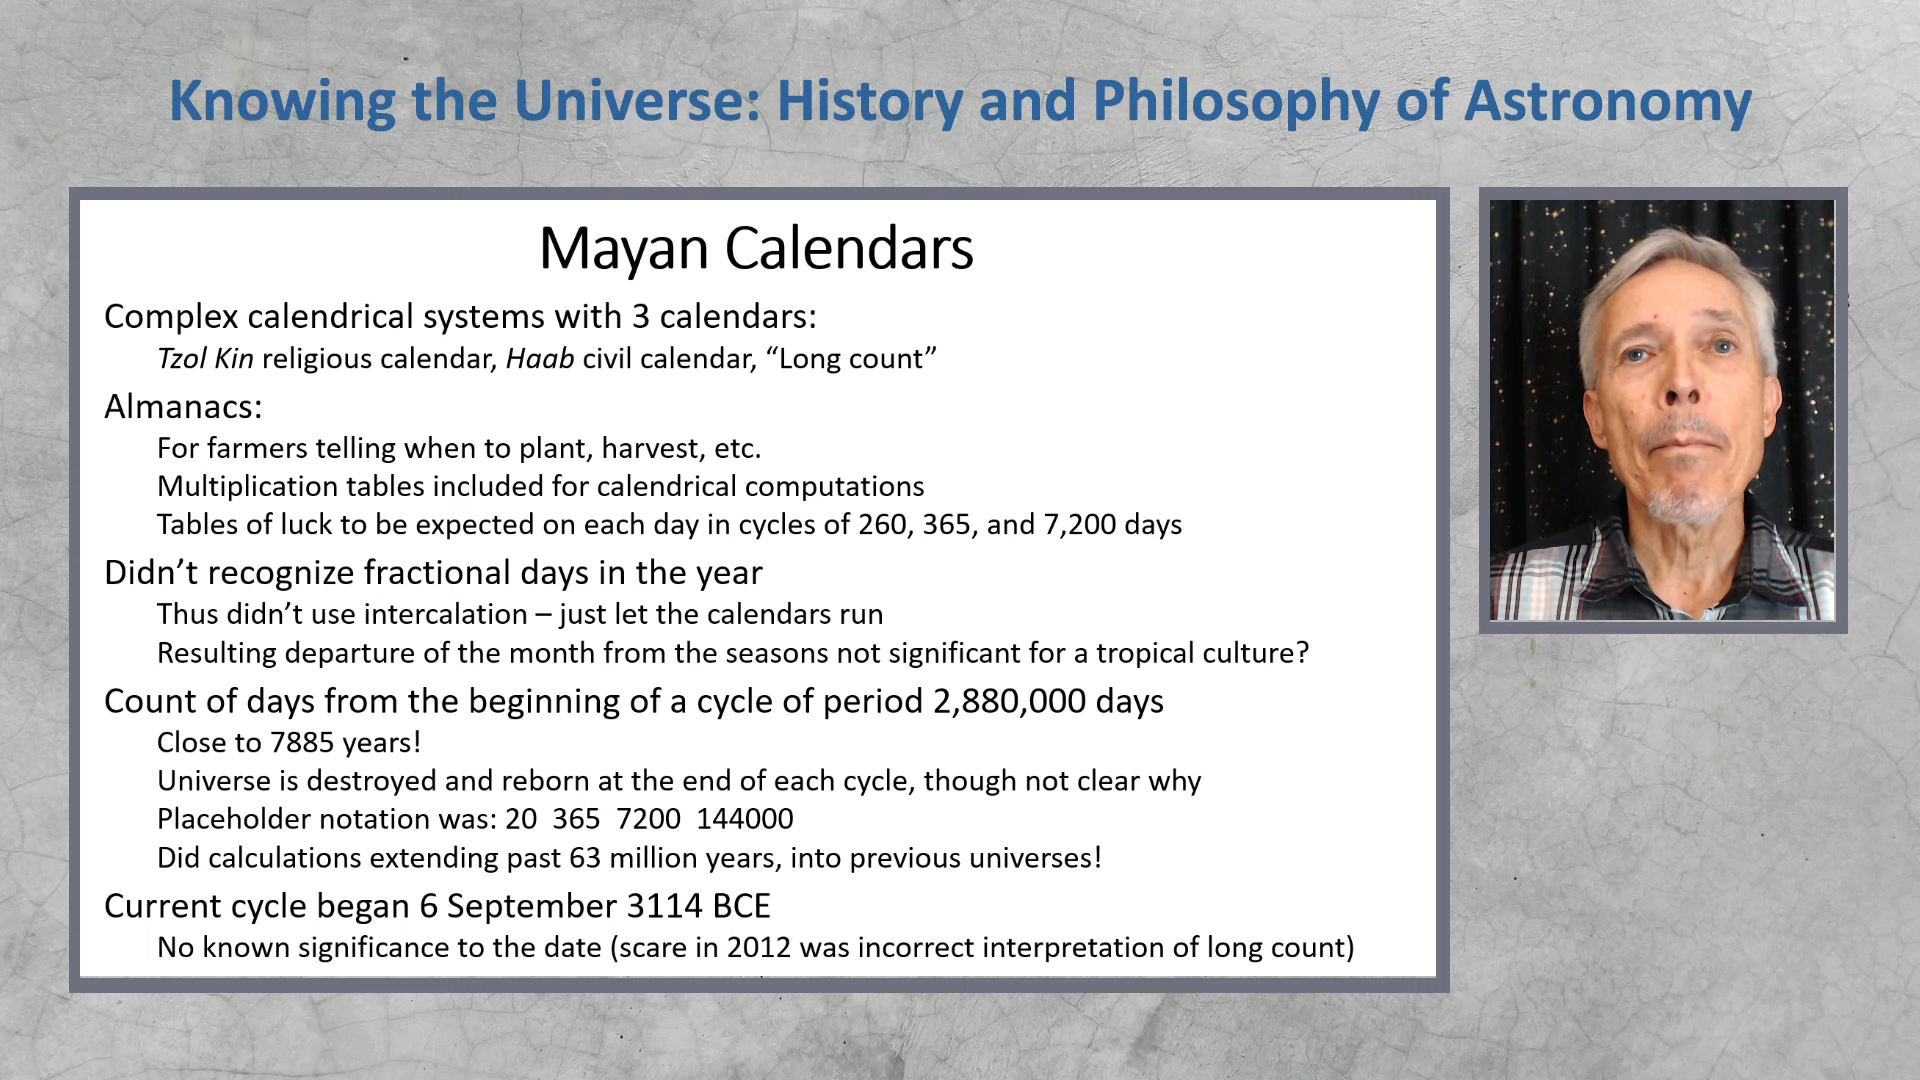 Knowing the Universe: History and Philosophy of Astronomy
Mayan Calendars
Complex calendrical systems with 3 calendars:
Tzol Kin religious calendar, Haab civil calendar, “Long count”
Almanacs:
For farmers telling when to plant, harvest, etc.
Multiplication tables included for calendrical computations
Tables of luck to be expected on each day in cycles of 260, 365, and 7,200 days
Didn’t recognize fractional days in the year
Thus didn’t use intercalation – just let the calendars run
Resulting departure of the month from the seasons not significant for a tropical culture?
Count of days from the beginning of a cycle of period 2,880,000 days
Close to 7885 years!
Universe is destroyed and reborn at the end of each cycle, though not clear why
Placeholder notation was: 20 365 7200 144000
Did calculations extending past 63 million years, into previous universes!
Current cycle began 6 September 3114 BCE
No known significance to the date (scare in 2012 was incorrect interpretation of long count)